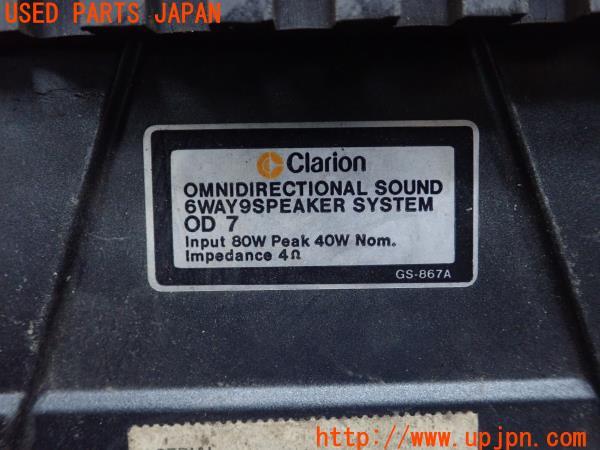 USED PARTS JAPAN
Clarion
OMNIDIRECTIONAL SOUND
6WAY9SPEAKER SYSTEM
OD 7
Input 80W Peak 40W Nom.
Impedance 4Ω
GS-867A
http://www.upjpn.com